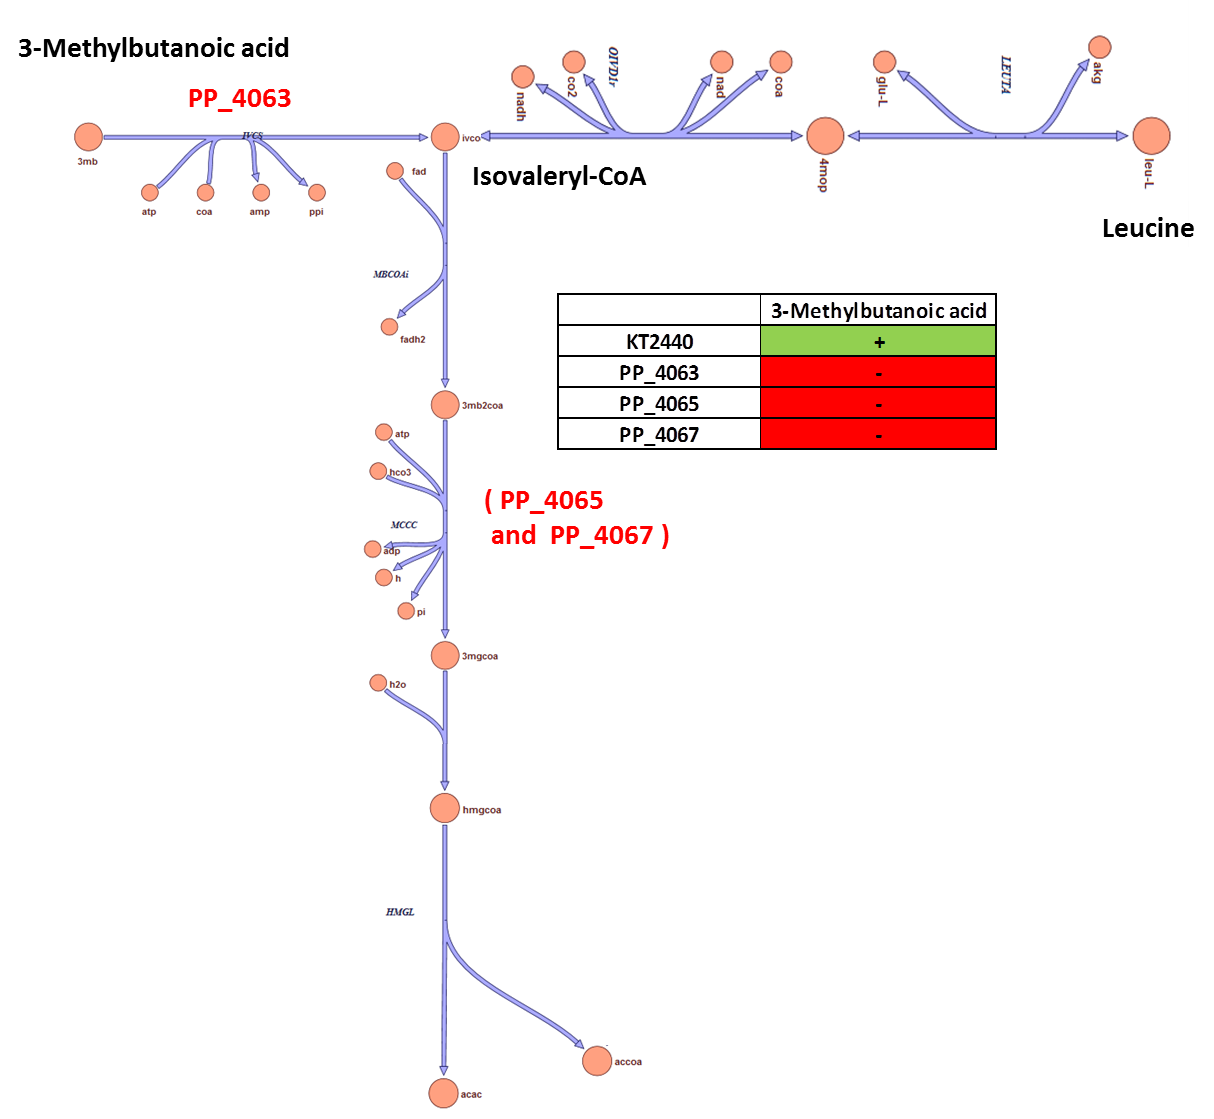 3-Methylbutanoic acid
PP_4063
3mb
IVCS
atp
coa
amp
ppi
ivco
nadh
co2
OIVD1r
nad
coa
4mop
glu-L
LEUTA
akg
leu-L
Isovaleryl-CoA
Leucine
fad
MBCOAi
fadh2
3-Methylbutanoic acid
KT2440 +
PP_4063 -
PP_4065 -
PP_4067 -
3mb2coa
atp
hco3
MCCC
adp
h
pi
( PP_4065
and PP_4067 )
3mgcoa
h2o
hmgcoa
HMGL
accoa
acac